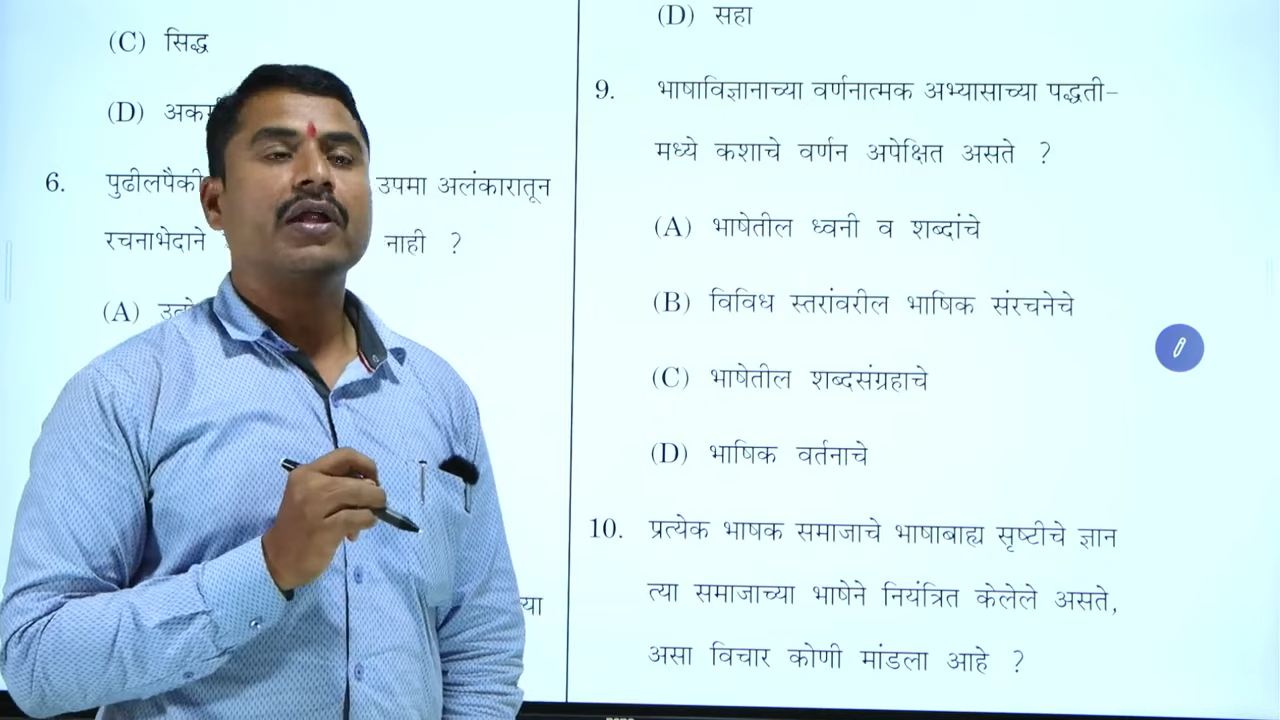 (C) सिद्ध
(D)
6. पुढीलपैकी उपमा अलंकारातून
रचनाभेदाने नाही ?
(A)
(D) सहा
9. भाषाविज्ञानाच्या वर्णनात्मक अभ्यासाच्या पद्धती-
मध्ये कशाचे वर्णन अपेक्षित असते ?
(A) भाषेतील ध्वनी व शब्दांचे
(B) विविध स्तरांवरील भाषिक संरचनेचे
(C) भाषेतील शब्दसंग्रहाचे
(D) भाषिक वर्तनाचे
10. प्रत्येक भाषक समाजाचे भाषाबाह्य सृष्टीचे ज्ञान
त्या समाजाच्या भाषेने नियंत्रित केलेले असते,
असा विचार कोणी मांडला आहे ?